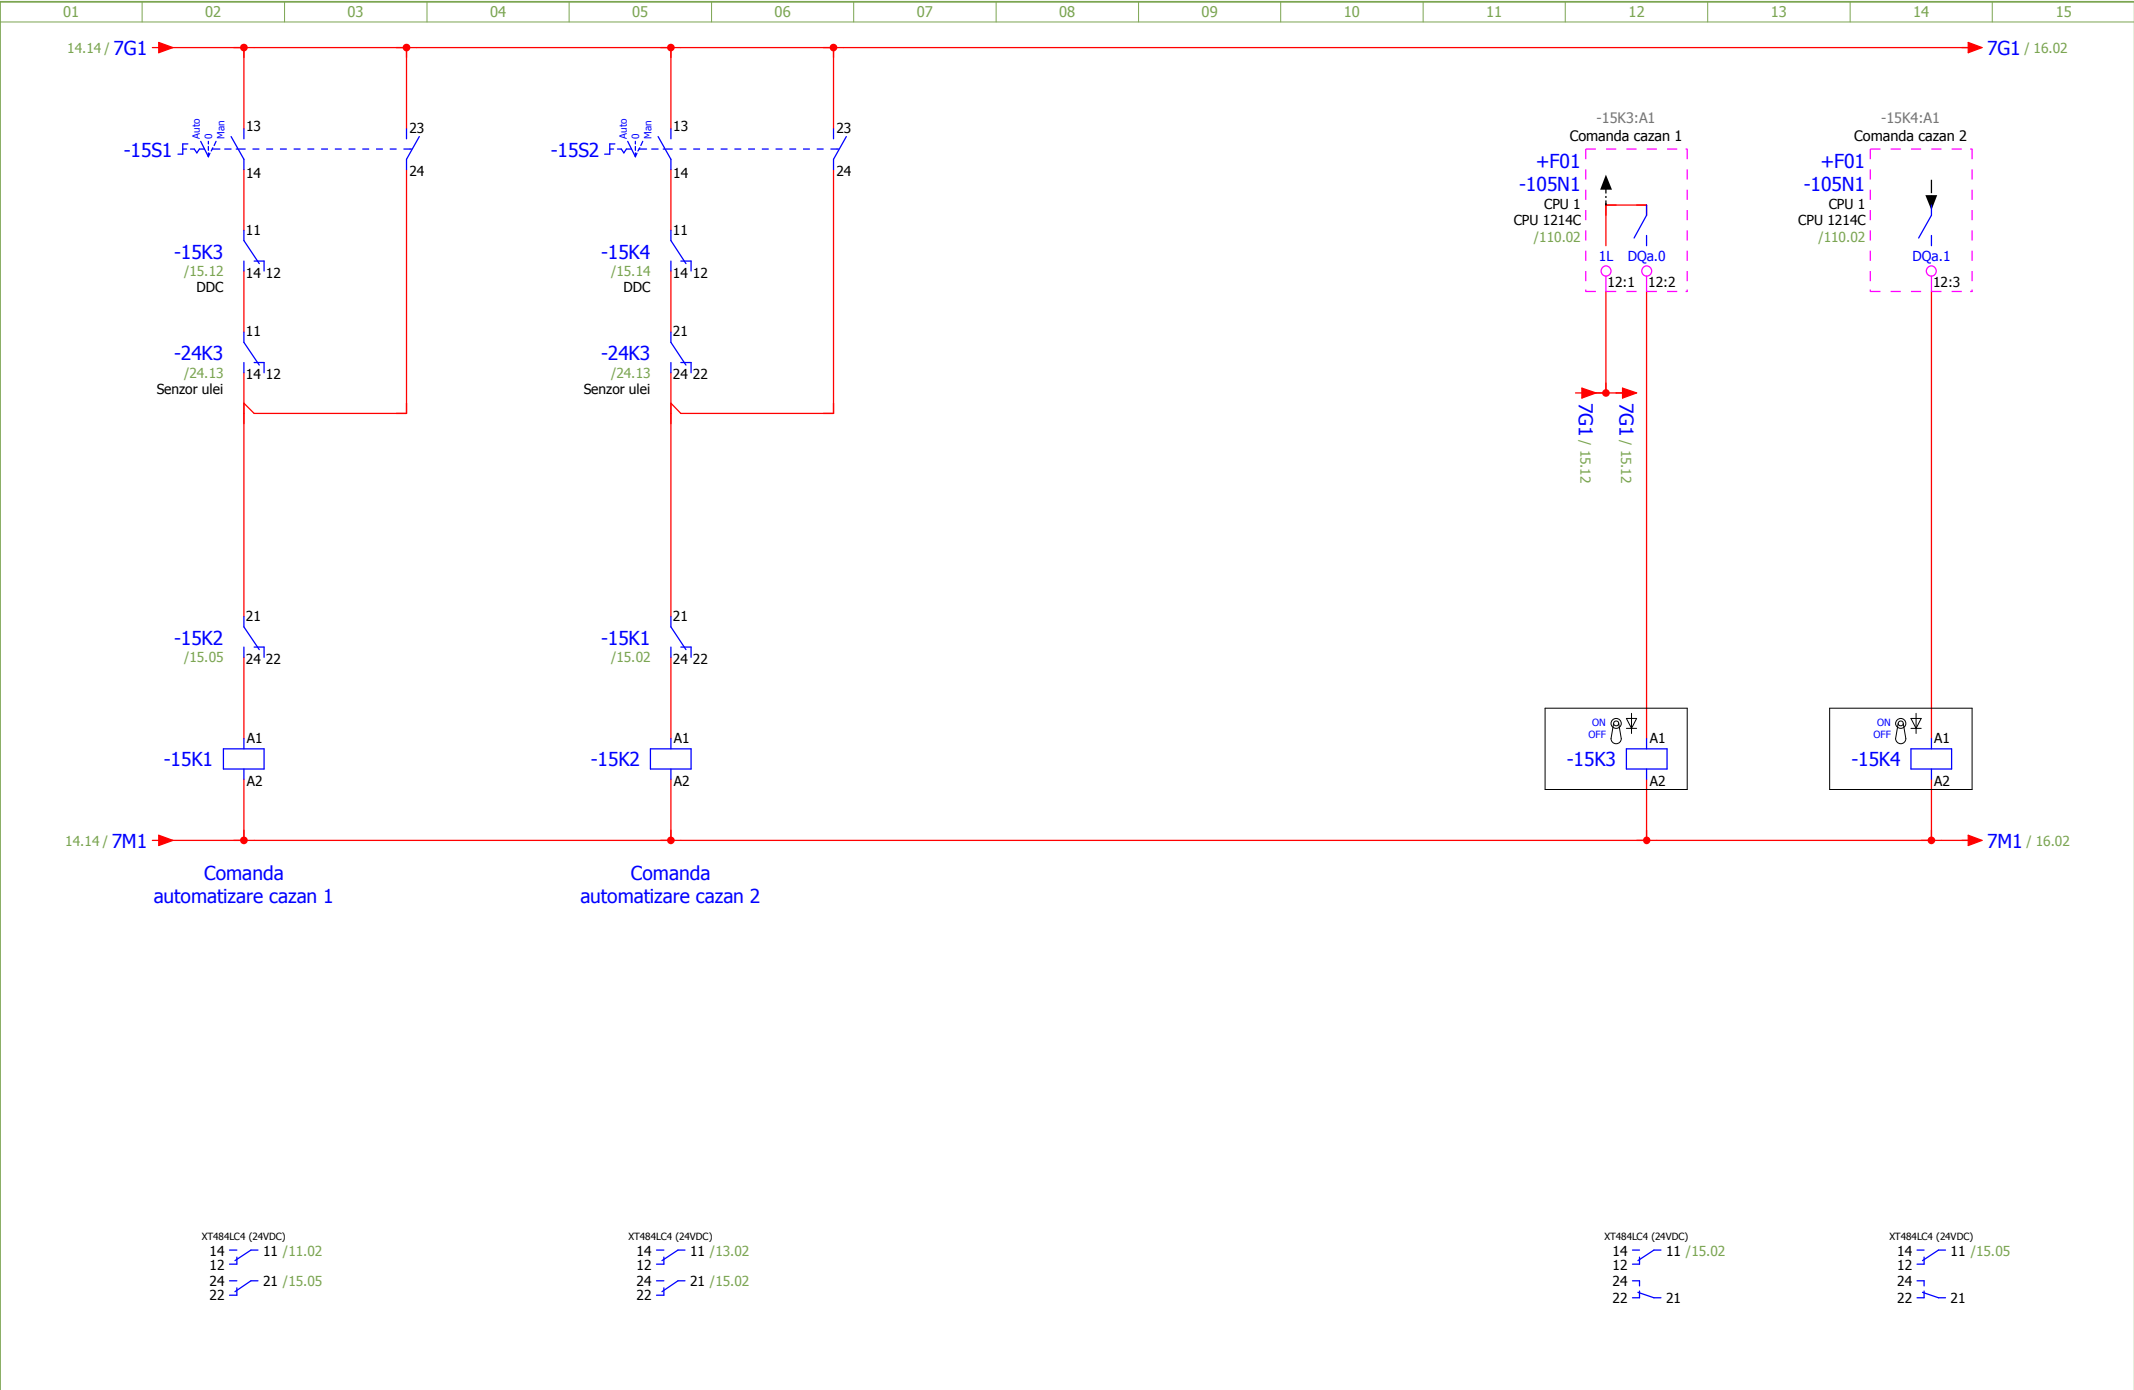 01 02 03 04 05 06 07 08 09 10 11 12 13 14 15
14.14 / 7G1
7G1 / 16.02
-15S1
Auto
0
Man
13
14
23
24
-15K3
/15.12
DDC
11
14 12
-24K3
/24.13
Senzor ulei
11
14 12
-15K2
/15.05
21
24 22
-15K1
A1
A2
-15S2
Auto
0
Man
13
14
23
24
-15K4
/15.14
DDC
11
14 12
-24K3
/24.13
Senzor ulei
21
24 22
-15K1
/15.02
21
24 22
-15K2
A1
A2
-15K3:A1
Comanda cazan 1
+F01
-105N1
CPU 1
CPU 1214C
/110.02
1L DQa.0
12:1 12:2
7G1 / 15.12
7G1 / 15.12
ON
OFF
-15K3
A1
A2
-15K4:A1
Comanda cazan 2
+F01
-105N1
CPU 1
CPU 1214C
/110.02
DQa.1
12:3
ON
OFF
-15K4
A1
A2
14.14 / 7M1
7M1 / 16.02
Comanda
automatizare cazan 1
Comanda
automatizare cazan 2
XT484LC4 (24VDC)
14 11 /11.02
12
24 21 /15.05
22
XT484LC4 (24VDC)
14 11 /13.02
12
24 21 /15.02
22
XT484LC4 (24VDC)
14 11 /15.02
12
24
22 21
XT484LC4 (24VDC)
14 11 /15.05
12
24
22 21